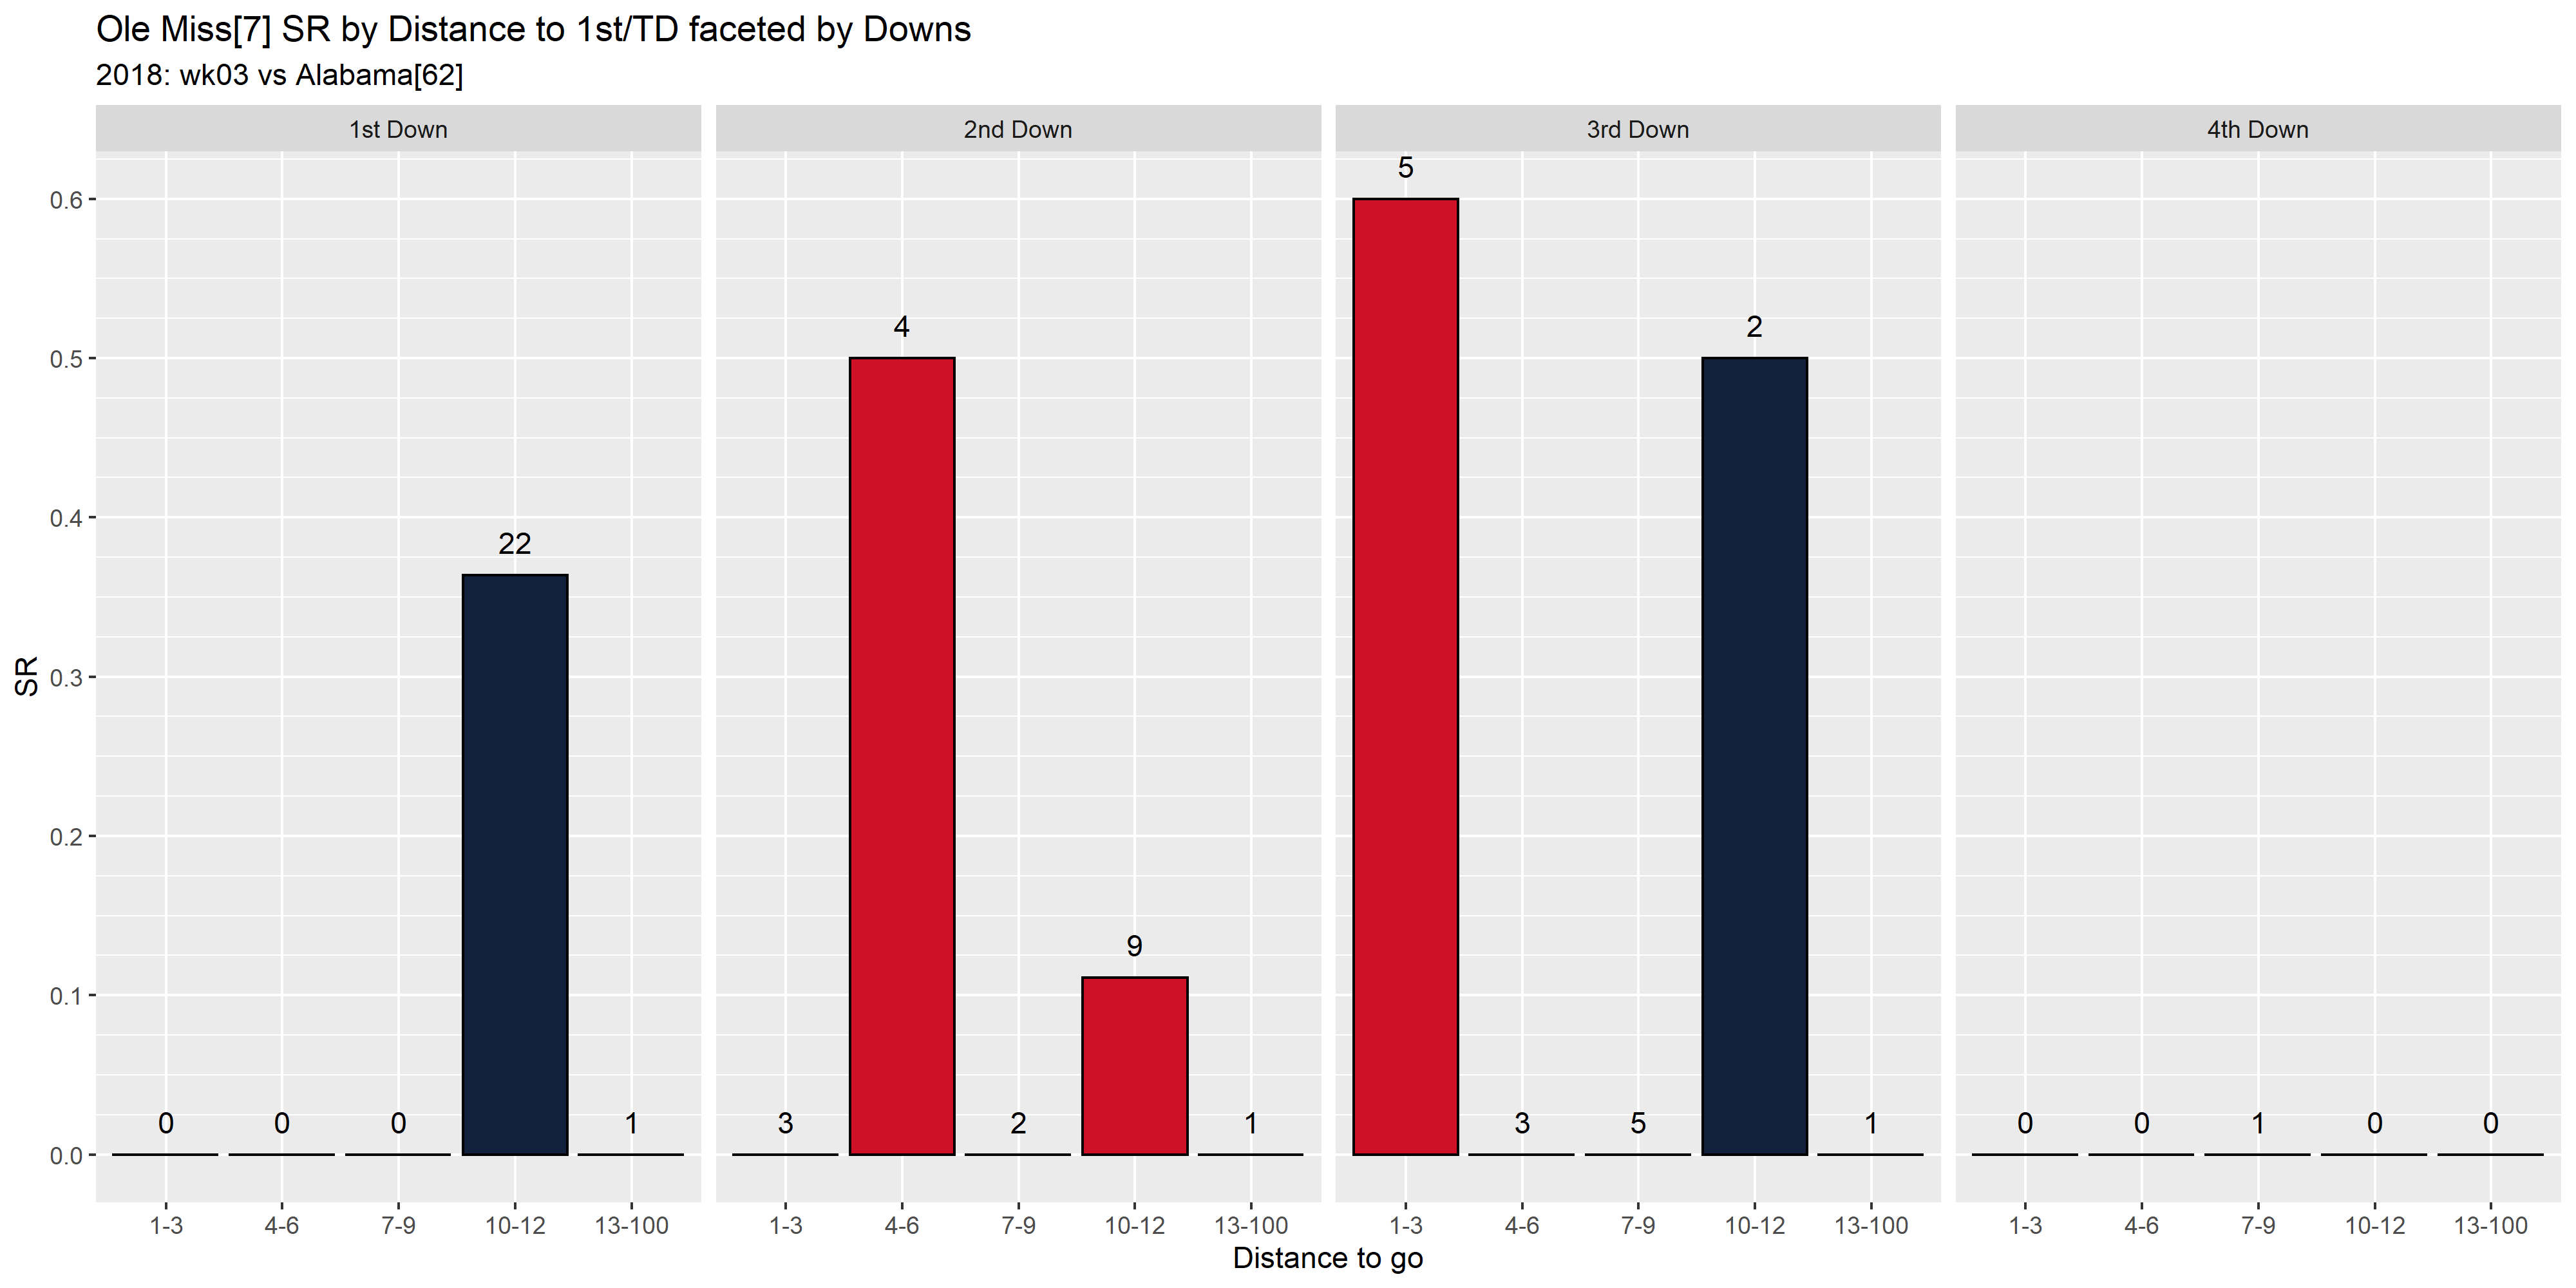 Ole Miss[7] SR by Distance to 1st/TD faceted by Downs
2018: wk03 vs Alabama[62]
1st Down 2nd Down 3rd Down 4th Down
SR
0.6
0.5
0.4
0.3
0.2
0.1
0.0
0 0 0 22 1
3 4 2 9 1
5 3 5 2 1
0 0 1 0 0
1-3 4-6 7-9 10-12 13-100 1-3 4-6 7-9 10-12 13-100 1-3 4-6 7-9 10-12 13-100 1-3 4-6 7-9 10-12 13-100
Distance to go